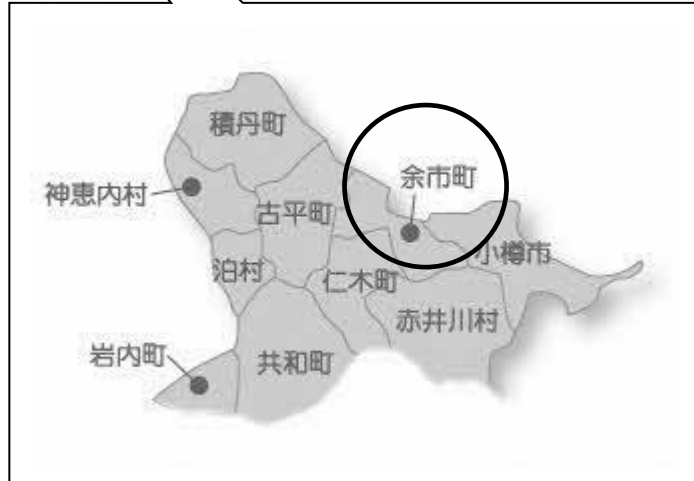 積丹町
余市町
神恵内村
古平町
小樽市
泊村
仁木町
赤井川村
岩内町
共和町